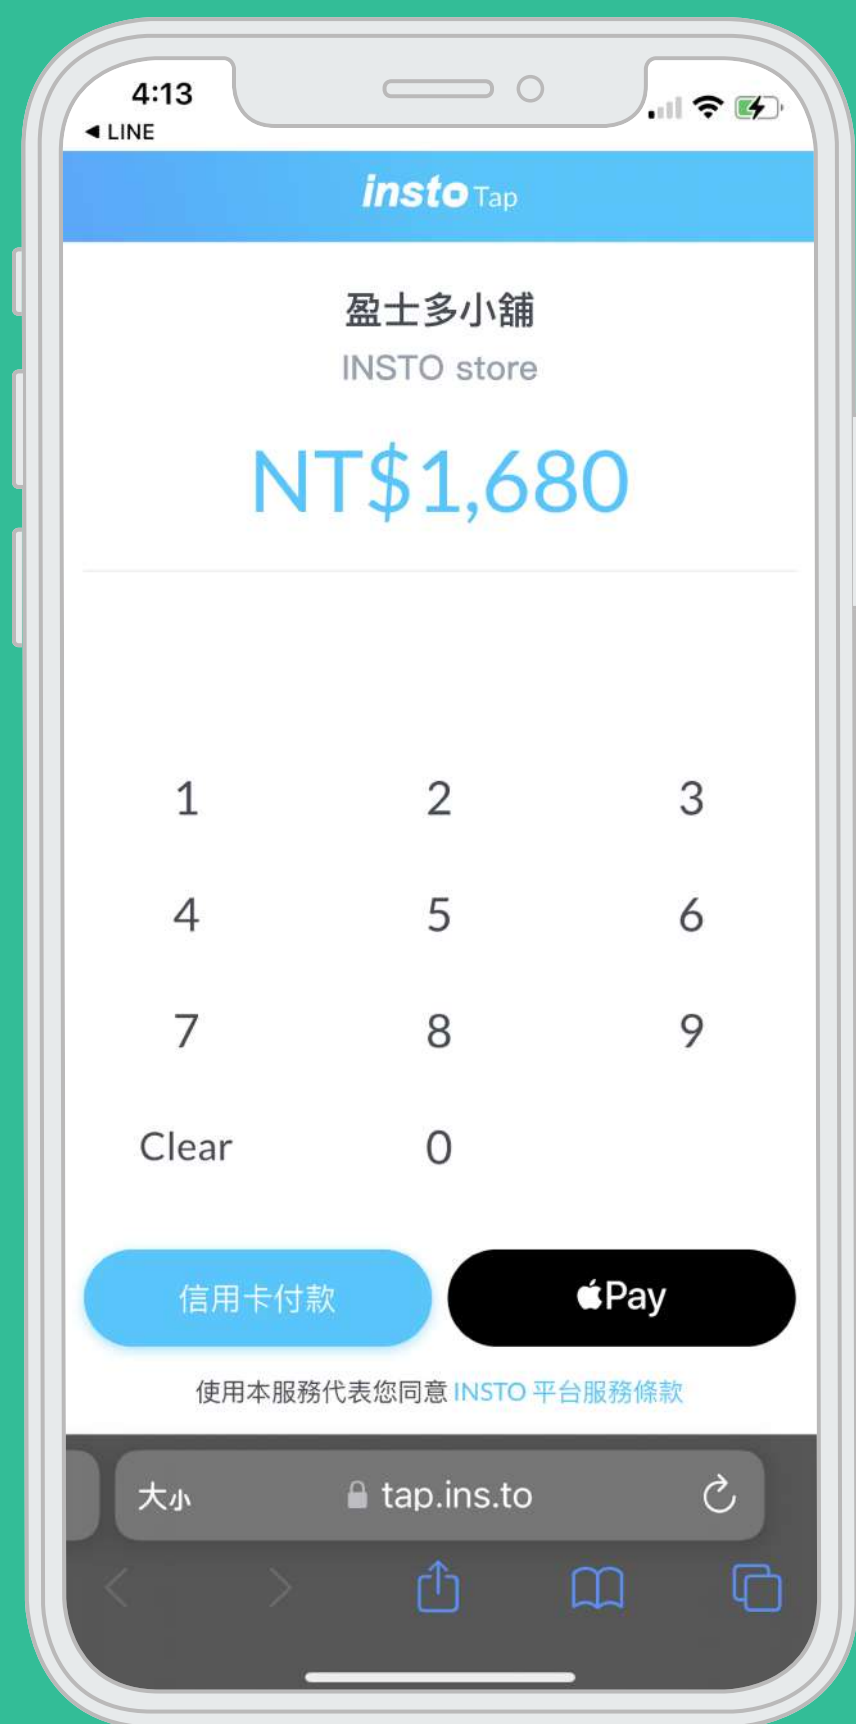 4:13
◀ LINE
insto Tap
盈士多小舖
INSTO store
NT$1,680
1 2 3
4 5 6
7 8 9
Clear 0
信用卡付款 Pay
使用本服務代表您同意 INSTO 平台服務條款
大小 tap.ins.to